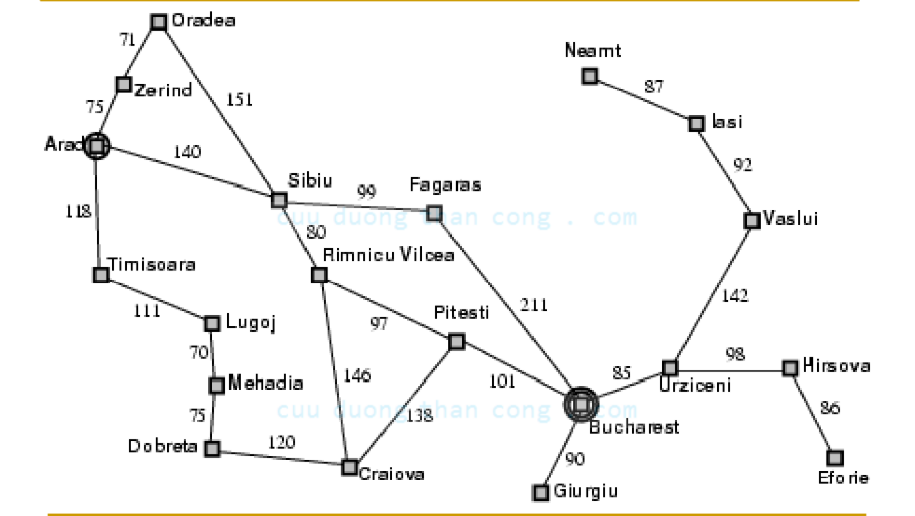 Oradea
71
Neamt
Zerind
87
151
75
Iasi
Arad
140
92
Sibiu
99
Fagaras
118
cuu duong than cong . com
Vaslui
80
Timisoara
Rimnicu Vilcea
142
111
Lugoj
97
Pitesti
211
70
98
Hirsova
146
101
85
Mehadia
Urziceni
75
138
86
cuu duong than cong . com
Bucharest
Dobreta
120
90
Craiova
Eforie
Giurgiu